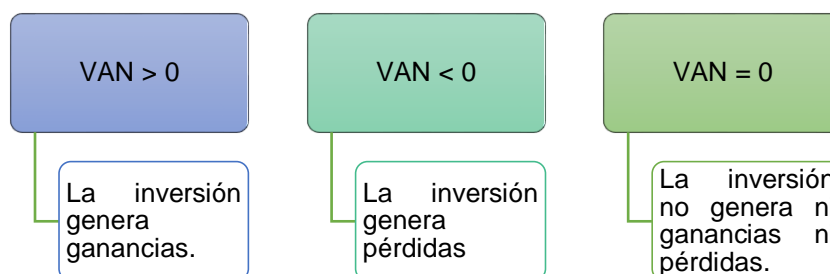 VAN > 0
La inversión
genera
ganancias.
VAN < 0
La inversión
genera
pérdidas
VAN = 0
La inversión
no genera n
ganancias n
pérdidas.